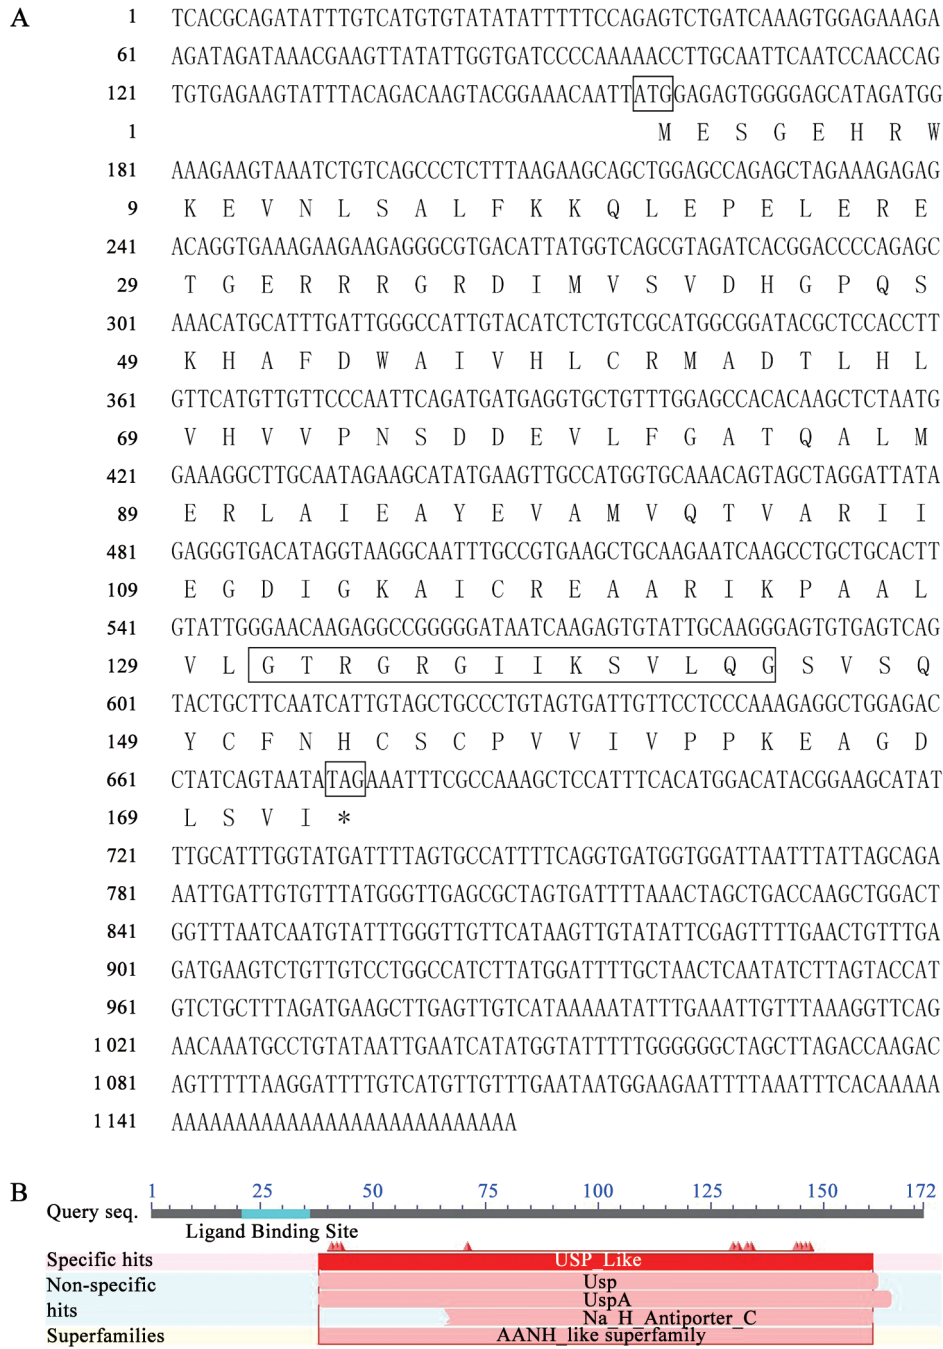 A
1 TCACGCAGATATTTGTCATGTGTATATATTTTTCCAGAGTCTGATCAAAGTGGAGAAAGA
61 AGATAGATAAACGAAGTTATATTGGTGATCCCCAAAAACCTTGCAATTCAATCCAACCAG
121 TGTGAGAAGTATTTACAGACAAGTACGGAAACAATTATGGAGAGTGGGGAGCATAGATGG
1 M E S G E H R W
181 AAAGAAGTAAATCTGTCAGCCCTCTTTAAGAAGCAGCTGGAGCCAGAGCTAGAAAGAGAG
9 K E V N L S A L F K K Q L E P E L E R E
241 ACAGGTGAAAGAAGAAGAGGGCGTGACATTATGGTCAGCGTAGATCACGGACCCCAGAGC
29 T G E R R R G R D I M V S V D H G P Q S
301 AAACATGCATTTGATTGGGCCATTGTACATCTCTGTCGCATGGCGGATACGCTCCACCTT
49 K H A F D W A I V H L C R M A D T L H L
361 GTTCATGTTGTTCCCAATTCAGATGATGAGGTGCTGTTTGGAGCCACACAAGCTCTAATG
69 V H V V P N S D D E V L F G A T Q A L M
421 GAAAGGCTTGCAATAGAAGCATATGAAGTTGCCATGGTGCAAACAGTAGCTAGGATTATA
89 E R L A I E A Y E V A M V Q T V A R I I
481 GAGGGTGACATAGGTAAGGCAATTTGCCGTGAAGCTGCAAGAATCAAGCCTGCTGCACTT
109 E G D I G K A I C R E A A R I K P A A L
541 GTATTGGGAACAAGAGGCCGGGGGATAATCAAGAGTGTATTGCAAGGGAGTGTGAGTCAG
129 V L G T R G R G I I K S V L Q G S V S Q
601 TACTGCTTCAATCATTGTAGCTGCCCTGTAGTGATTGTTCCTCCCAAAGAGGCTGGAGAC
149 Y C F N H C S C P V V I V P P K E A G D
661 CTATCAGTAATATAGAAATTTCGCCAAAGCTCCATTTCACATGGACATACGGAAGCATAT
169 L S V I *
721 TTGCATTTGGTATGATTTTAGTGCCATTTTCAGGTGATGGTGGATTAATTTATTAGCAGA
781 AATTGATTGTGTTTATGGGTTGAGCGCTAGTGATTTTAAACTAGCTGACCAAGCTGGACT
841 GGTTTAATCAATGTATTTGGGTTGTTCATAAGTTGTATATTCGAGTTTTGAACTGTTTGA
901 GATGAAGTCTGTTGTCCTGGCCATCTTATGGATTTTGCTAACTCAATATCTTAGTACCAT
961 GTCTGCTTTAGATGAAGCTTGAGTTGTCATAAAAATATTTGAAATTGTTTAAAGGTTCAG
1 021 AACAAATGCCTGTATAATTGAATCATATGGTATTTTTGGGGGGCTAGCTTAGACCAAGAC
1 081 AGTTTTTAAGGATTTTGTCATGTTGTTTGAATAATGGAAGAATTTTAAATTTCACAAAAA
1 141 AAAAAAAAAAAAAAAAAAAAAAAAAAA
B
1 25 50 75 100 125 150 172
Query seq.
Ligand Binding Site
Specific hits USP_Like
Non-specific Usp
hits UspA
Na_H_Antiporter_C
Superfamilies AANH_like superfamily